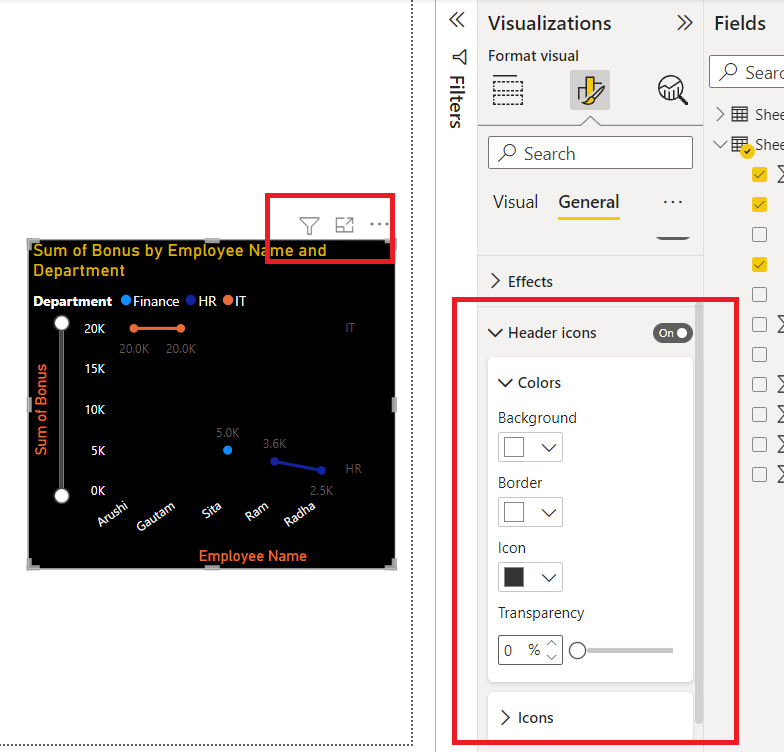 Visualizations
Fields
Format visual
Filters
Search
Sear
Shee
Shee
Visual General ...
Effects
Header icons On
Colors
Background
Border
Icon
Transparency
0 %
Icons
Sum of Bonus by Employee Name and
Department
Department Finance HR IT
Sum of Bonus
20K
15K
10K
5K
0K
20.0K 20.0K
IT
5.0K
3.6K
HR
2.5K
Arushi Gautam Sita Ram Radha
Employee Name